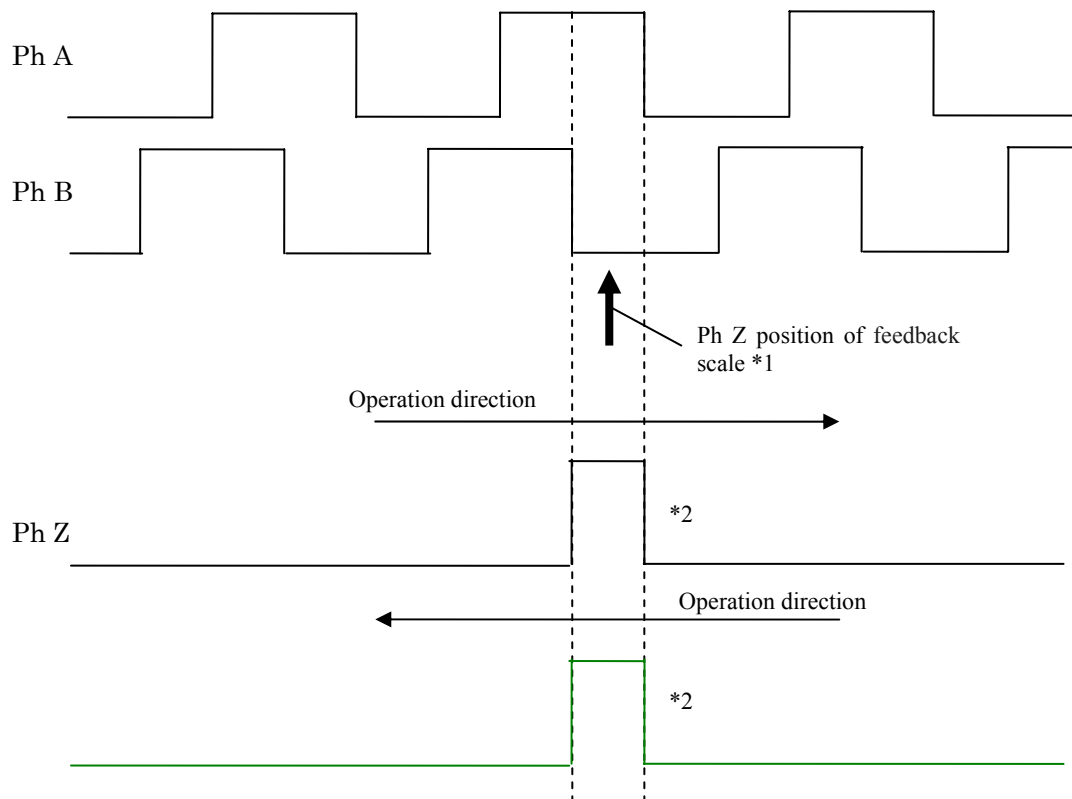 Ph A
Ph B
Ph Z position of feedback
scale *1
Operation direction
*2
Ph Z
Operation direction
*2